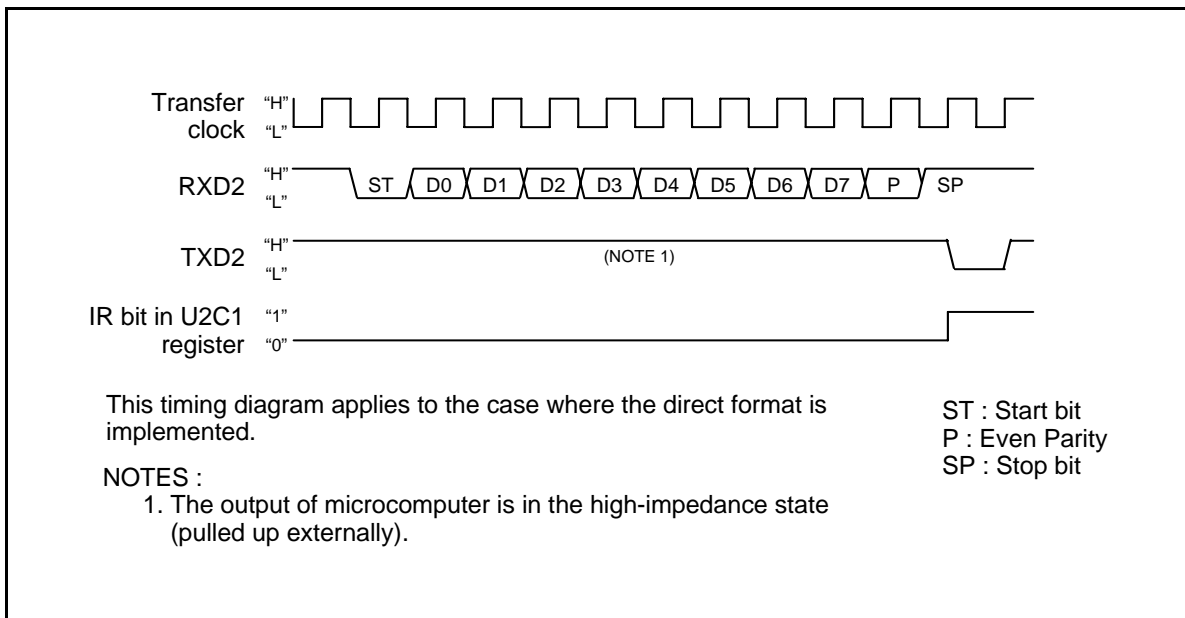 Transfer clock “H” “L”
RXD2 “H” “L” ST D0 D1 D2 D3 D4 D5 D6 D7 P SP
TXD2 “H” “L” (NOTE 1)
IR bit in U2C1 register “1” “0”
This timing diagram applies to the case where the direct format is
implemented.
NOTES :
1. The output of microcomputer is in the high-impedance state
(pulled up externally).
ST : Start bit
P : Even Parity
SP : Stop bit